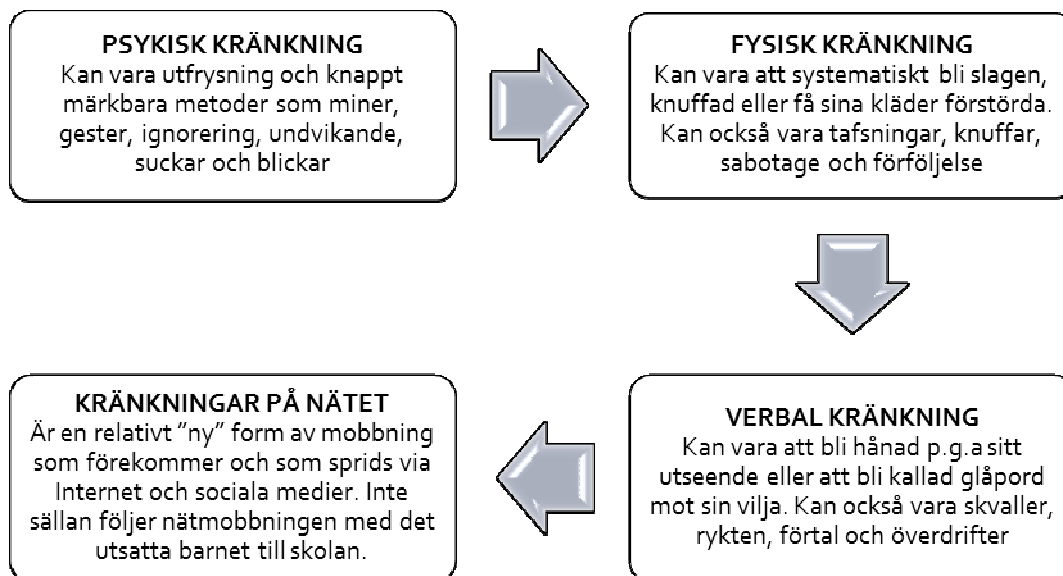 PSYKISK KRÄNKNING
Kan vara utfrysning och knappt
märkbara metoder som miner,
gester, ignorering, undvikande,
suckar och blickar
FYSISK KRÄNKNING
Kan vara att systematiskt bli slagen,
knuffad eller få sina kläder förstörda.
Kan också vara tafsningar, knuffar,
sabotage och förföljelse
VERBAL KRÄNKNING
Kan vara att bli hånad p.g.a sitt
utseende eller att bli kallad glåpord
mot sin vilja. Kan också vara skvaller,
rykten, förtal och överdrifter
KRÄNKNINGAR PÅ NÄTET
Är en relativt "ny" form av mobbning
som förekommer och som sprids via
Internet och sociala medier. Inte
sällan följer nätmobbningen med det
utsatta barnet till skolan.